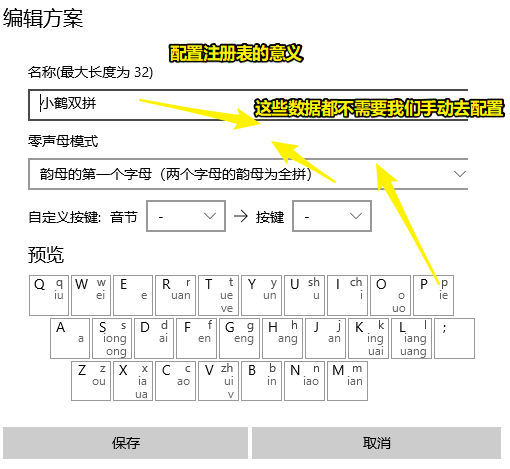 编辑方案
配置注册表的意义
名称(最大长度为 32)
小鹤双拼
这些数据都不需要我们手动去配置
零声母模式
韵母的第一个字母（两个字母的韵母为全拼）
自定义按键: 音节 - → 按键 -
预览
Q q iu W w ei E e R r uan T t ue ve Y y un U sh u I ch i O o uo P p ie
A a S s iong ong D d ai F f en G g eng H h ang J j an K k ing uai L l iang uang ;
Z z ou X x ia ua C c ao V zh ui v B b in N n iao M m ian
保存 取消